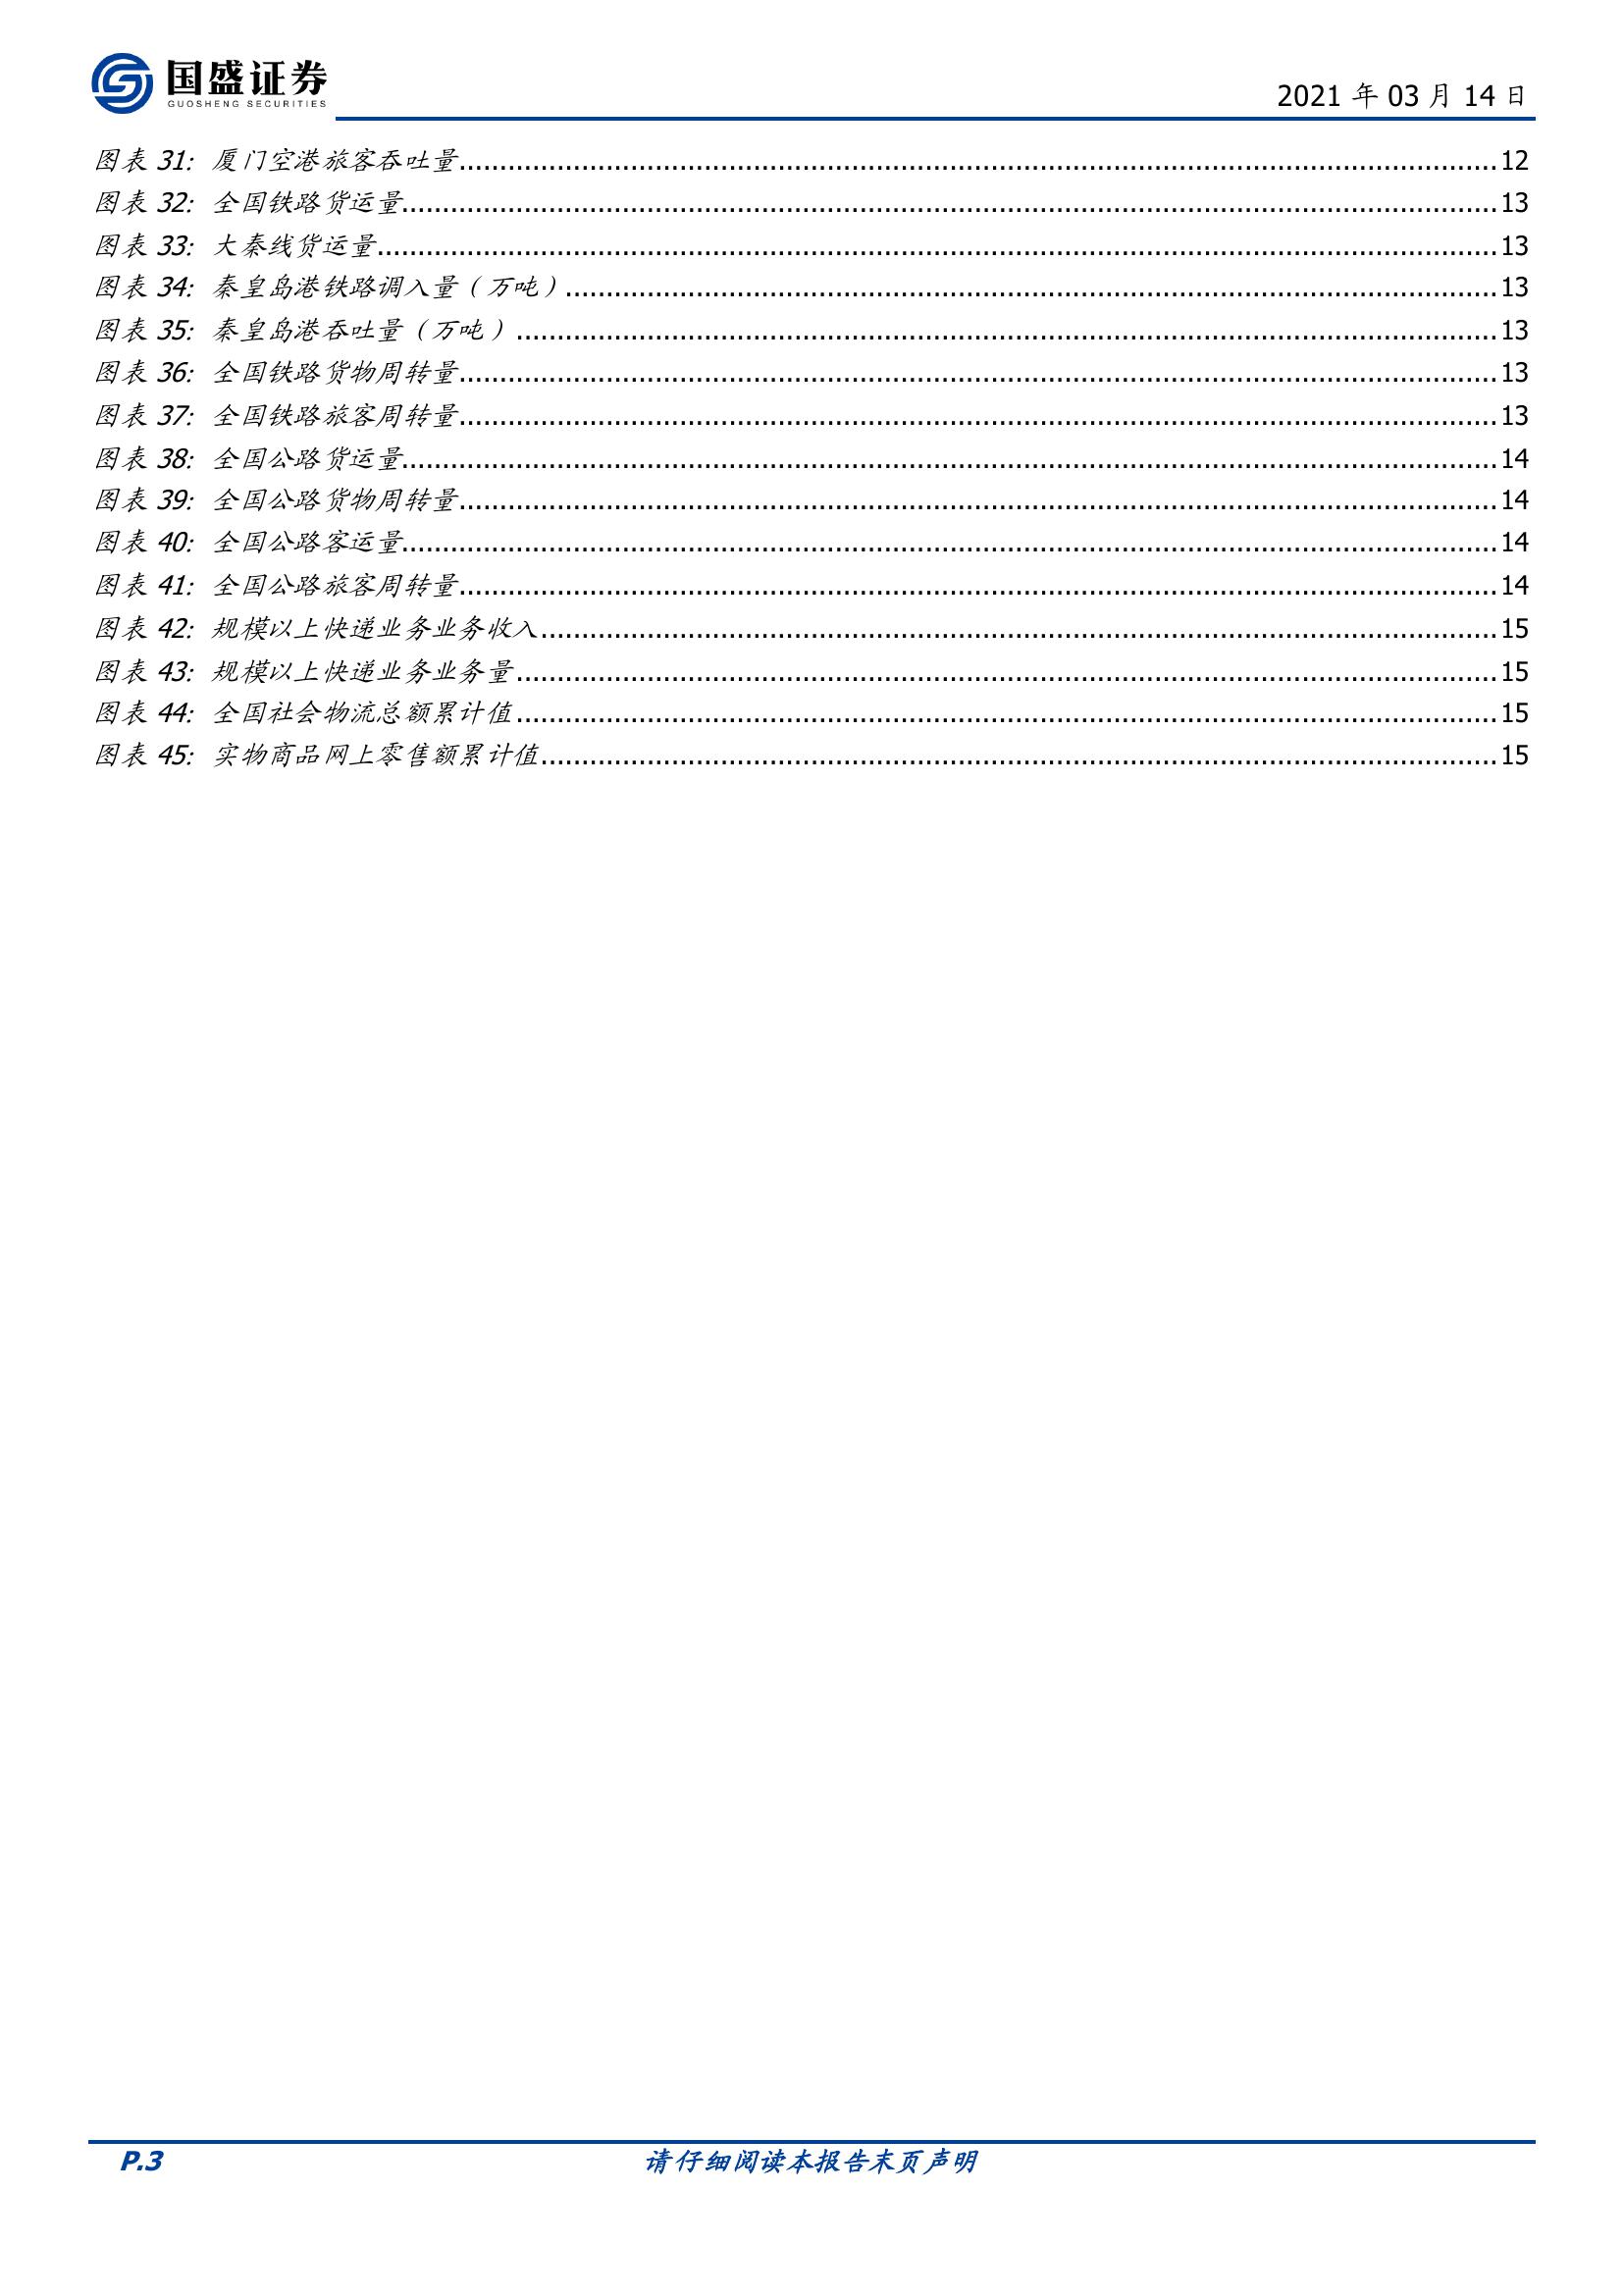 国盛证券
GUOSHENG SECURITIES
2021 年 03 月 14 日
图表 31: 厦门空港旅客吞吐量 12
图表 32: 全国铁路货运量 13
图表 33: 大秦线货运量 13
图表 34: 秦皇岛港铁路调入量（万吨） 13
图表 35: 秦皇岛港吞吐量（万吨） 13
图表 36: 全国铁路货物周转量 13
图表 37: 全国铁路旅客周转量 13
图表 38: 全国公路货运量 14
图表 39: 全国公路货物周转量 14
图表 40: 全国公路客运量 14
图表 41: 全国公路旅客周转量 14
图表 42: 规模以上快递业务业务收入 15
图表 43: 规模以上快递业务业务量 15
图表 44: 全国社会物流总额累计值 15
图表 45: 实物商品网上零售额累计值 15
P.3 请仔细阅读本报告末页声明